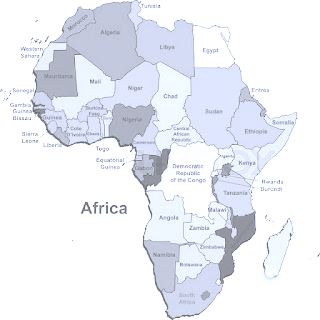 Tunisia
Morocco
Algeria
Libya
Egypt
Western
Sahara
Mauritania
Mali
Niger
Chad
Sudan
Eritrea
Senegal
Gambia
Guinea
Bissau
Guinea
Burkina
Faso
Nigeria
Sierra
Leone
Liberia
Cote
D'Ivoire
Ghana
Togo
Cameroon
Central
African
Republic
Ethiopia
Somalia
Equatorial
Guinea
Gabon
Democratic
Republic
of the Congo
Uganda
Kenya
Rwanda
Burundi
Tanzania
Africa
Angola
Zambia
Malawi
Zimbabwe
Namibia
Botswana
South
Africa